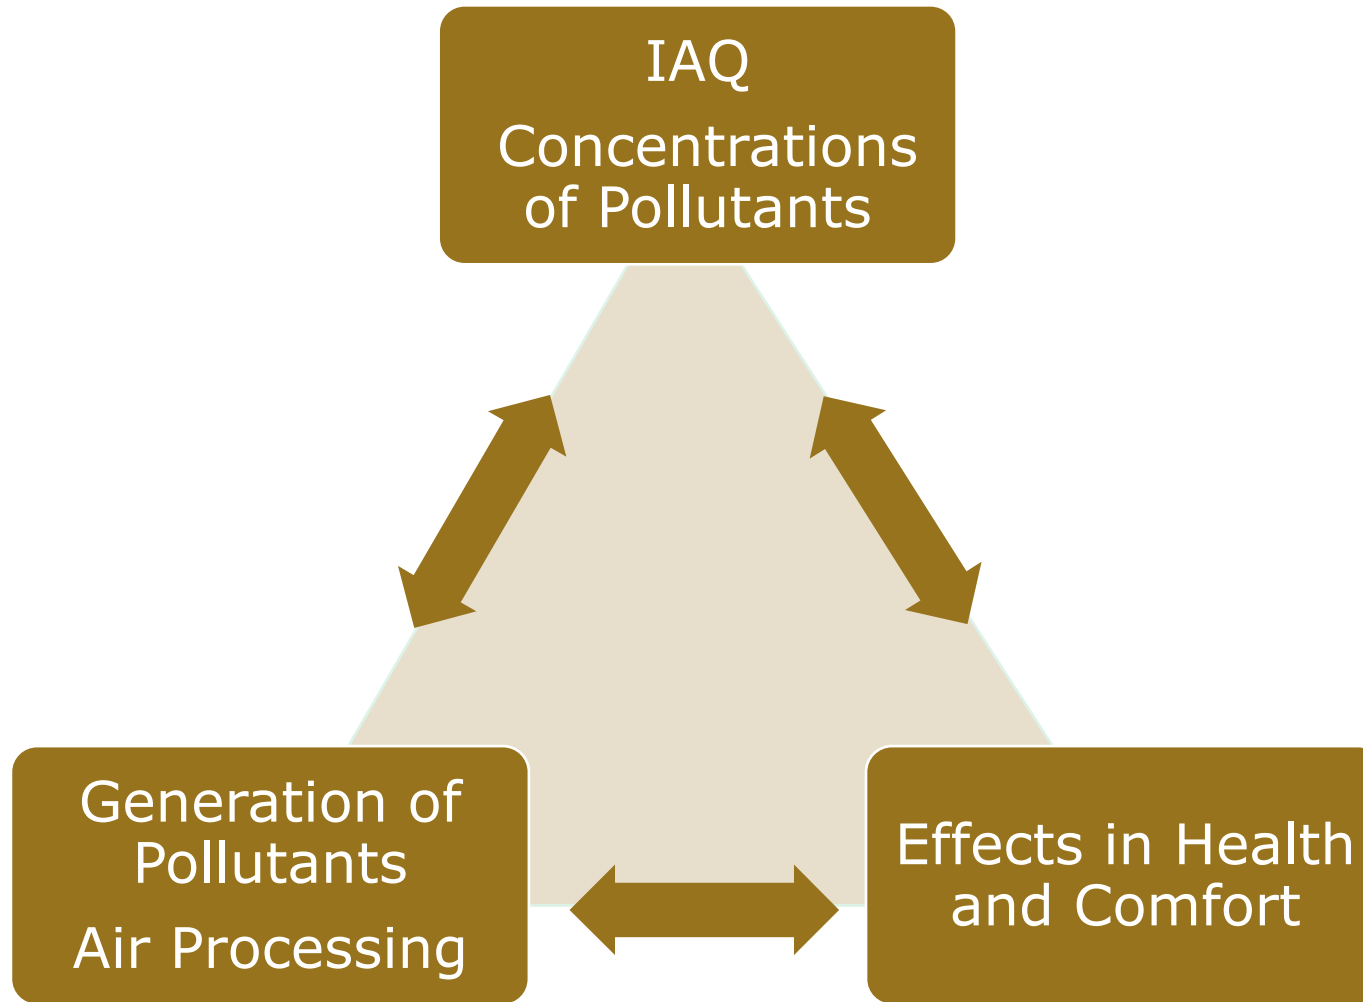 IAQ
Concentrations
of Pollutants
Generation of
Pollutants
Air Processing
Effects in Health
and Comfort